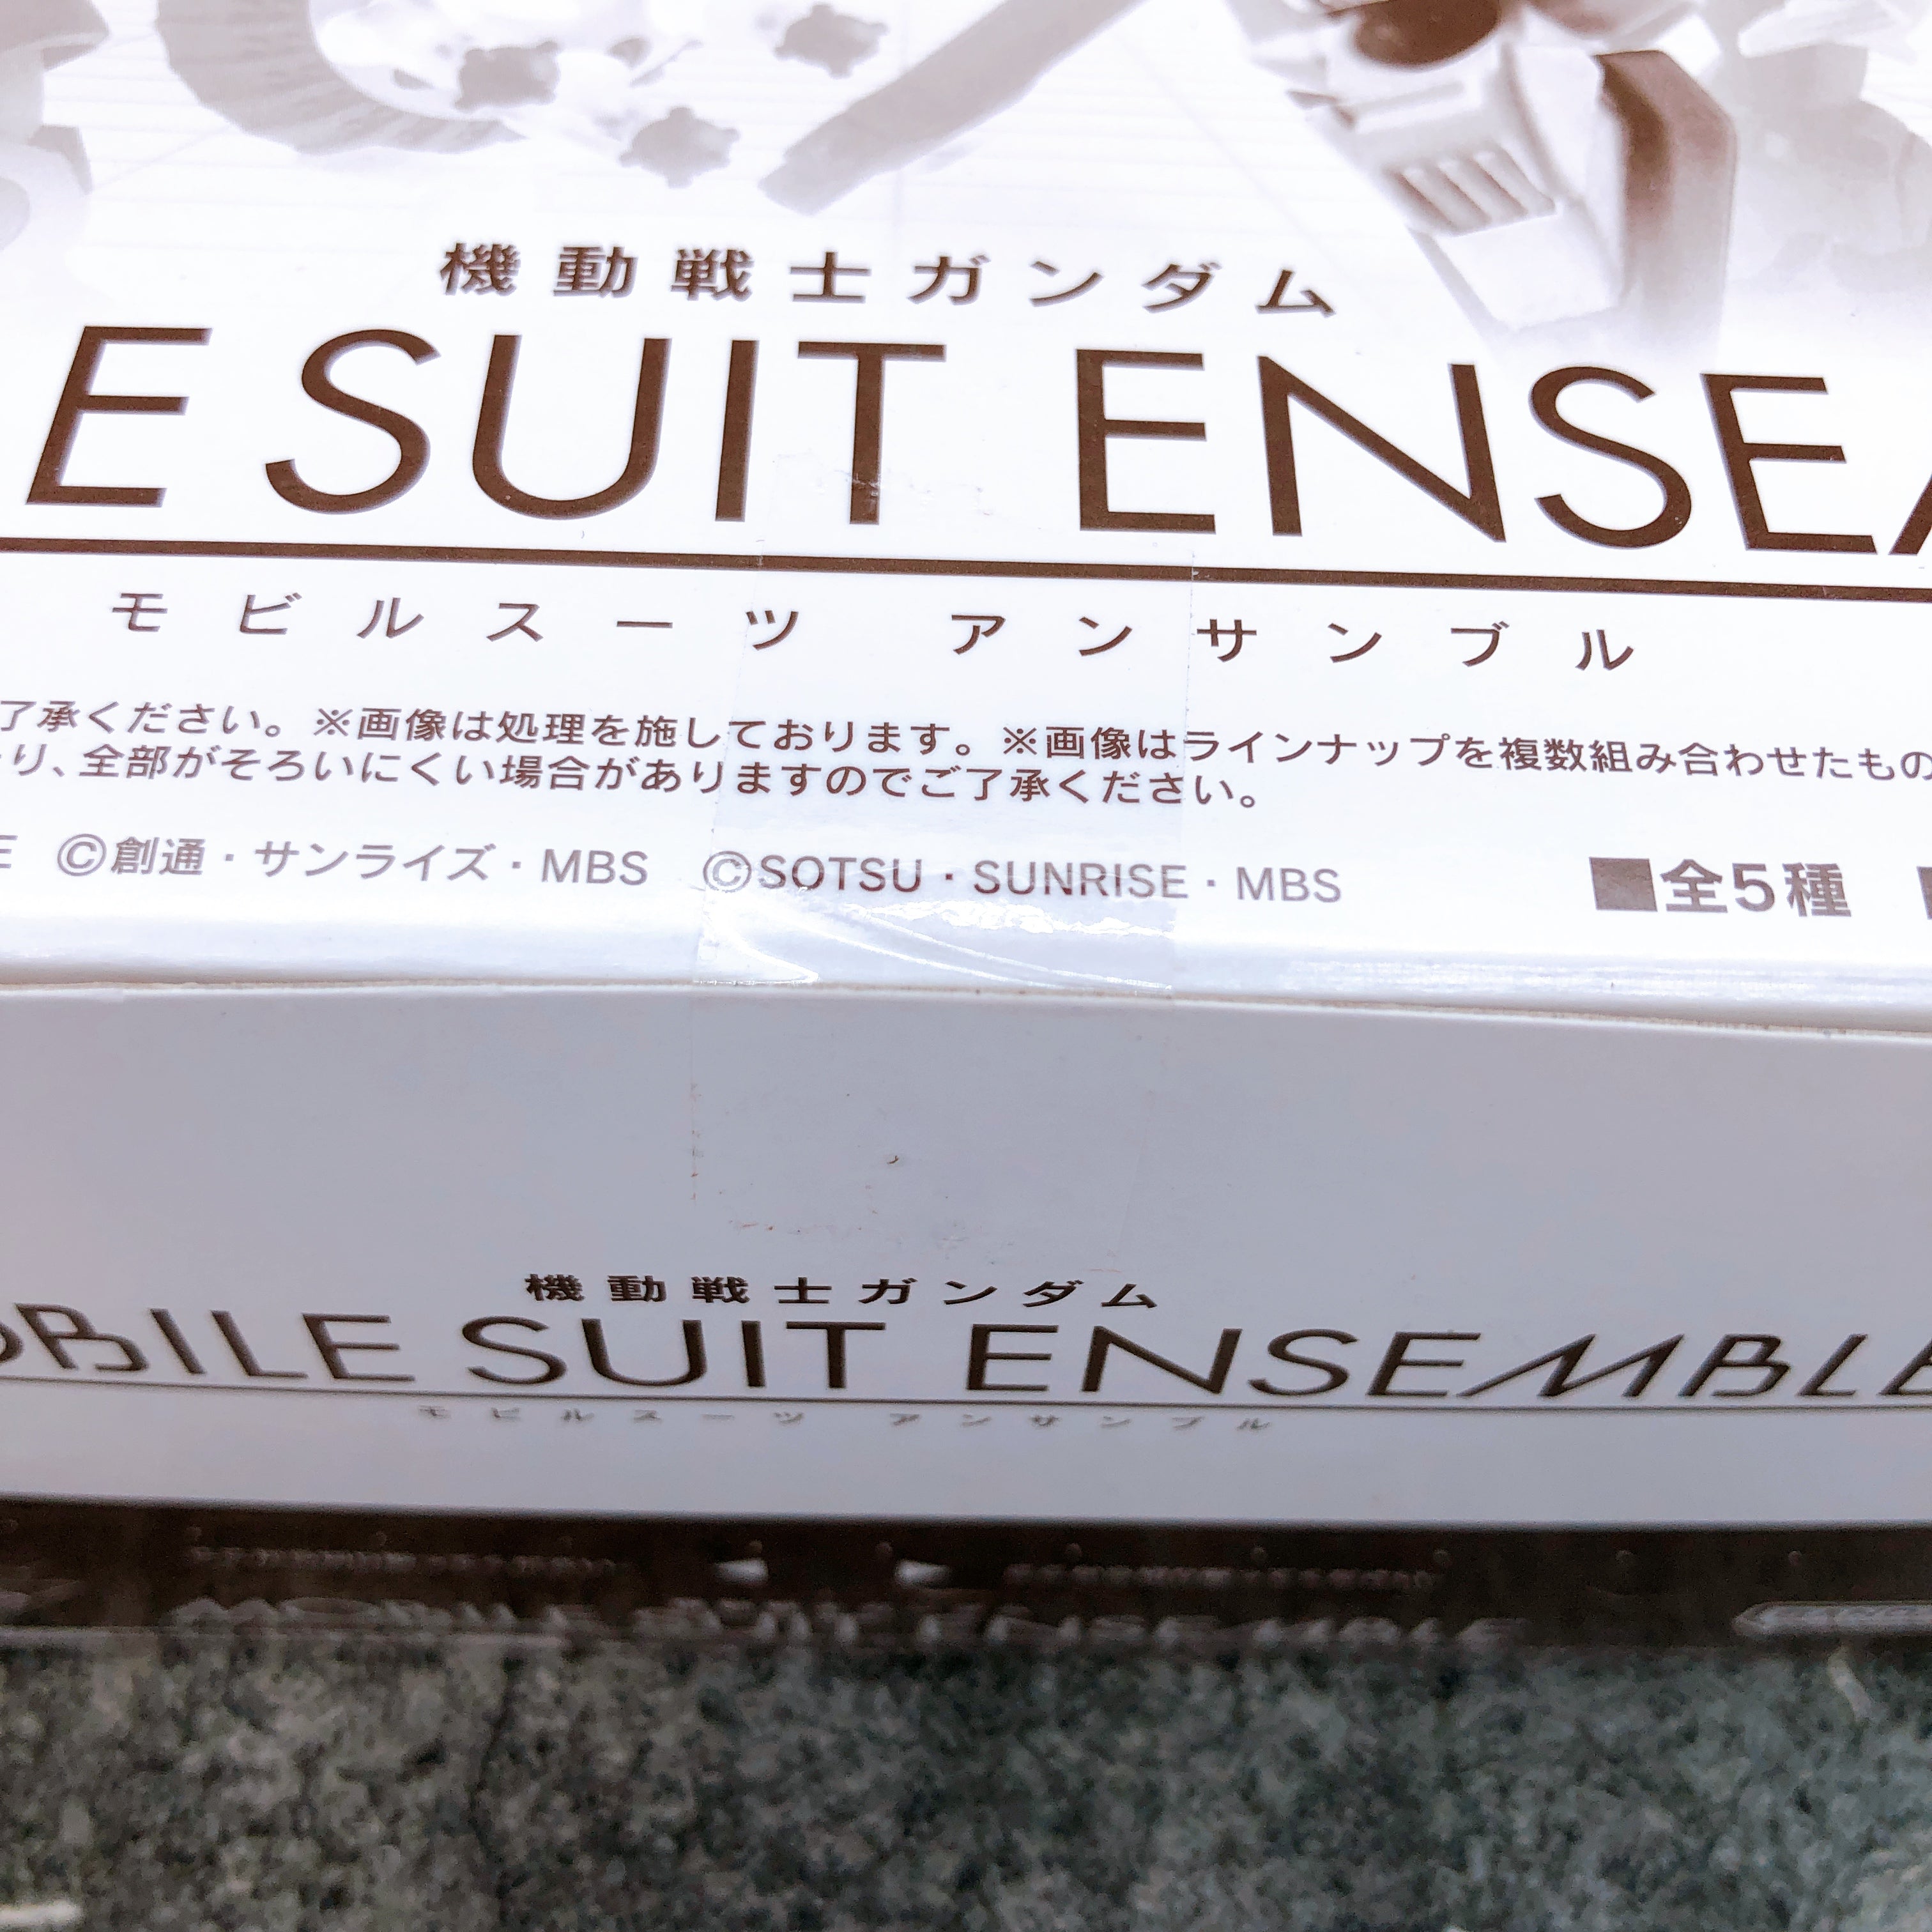 機動戦士ガンダム
E SUIT ENSE
モビルスーツ アンサンブル
了承ください。※画像は処理を施しております。※画像はラインナップを複数組み合わせたもの
り、全部がそろいにくい場合がありますのでご了承ください。
E ©創通・サンライズ・MBS ©SOTSU・SUNRISE・MBS ■全5種
機動戦士ガンダム
OBILE SUIT ENSEMBLE
モビルスーツ アンサンブル